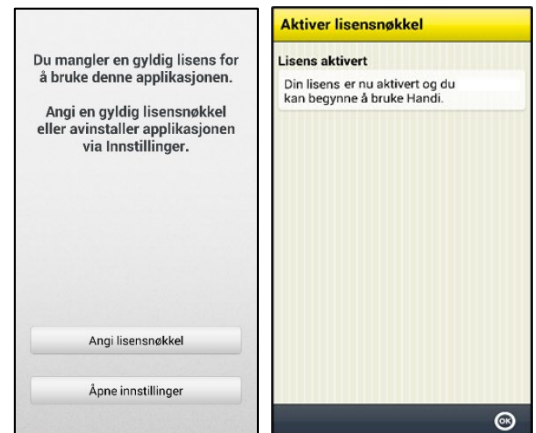 Du mangler en gyldig lisens for
å bruke denne applikasjonen.
Angi en gyldig lisensnøkkel
eller avinstaller applikasjonen
via Innstillinger.
Angi lisensnøkkel
Åpne innstillinger
Aktiver lisensnøkkel
Lisens aktivert
Din lisens er nu aktivert og du
kan begynne å bruke Handi.
OK